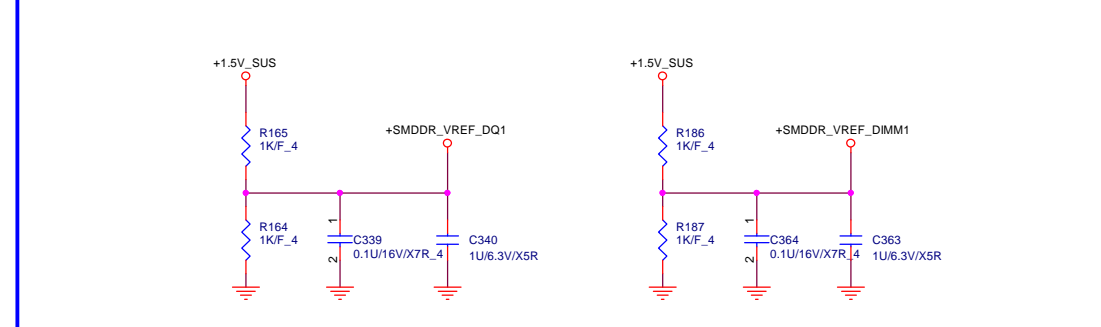 +1.5V_SUS
R165
1K/F_4
+SMDDR_VREF_DQ1
R164
1K/F_4
1
2
C339
0.1U/16V/X7R_4
C340
1U/6.3V/X5R
+1.5V_SUS
R186
1K/F_4
+SMDDR_VREF_DIMM1
R187
1K/F_4
1
2
C364
0.1U/16V/X7R_4
C363
1U/6.3V/X5R